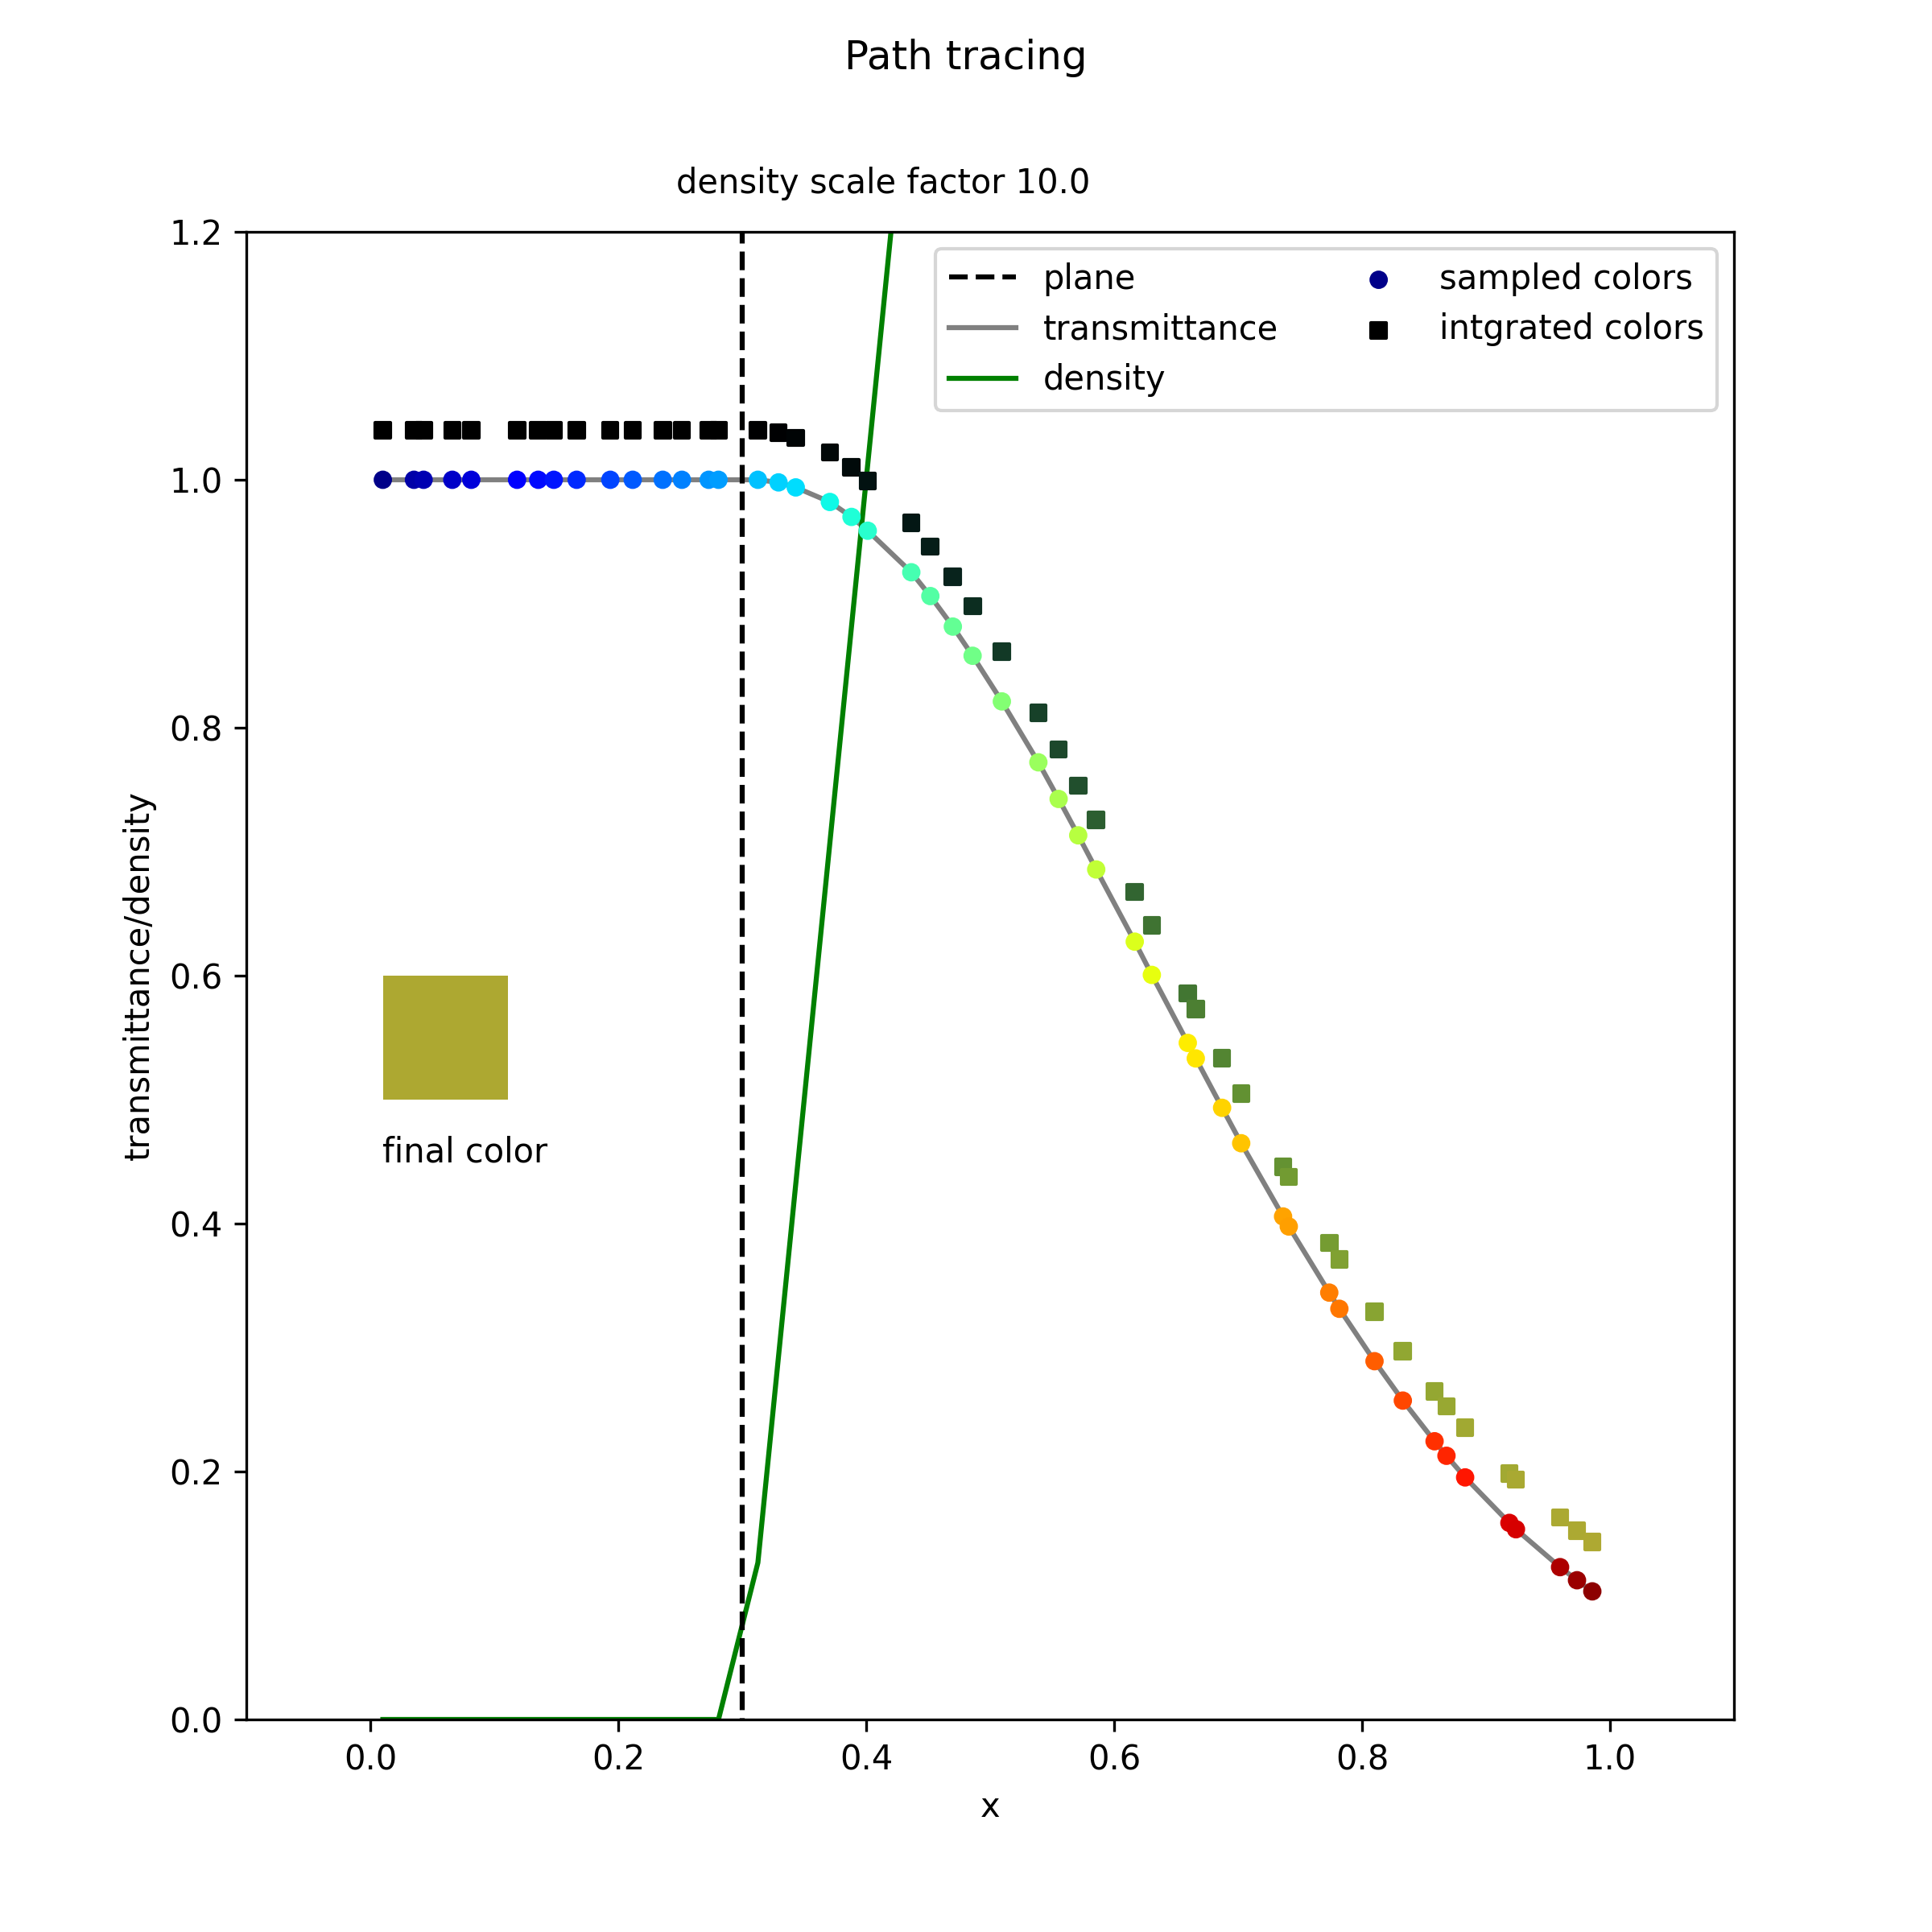 Path tracing
density scale factor 10.0
plane
transmittance
density
sampled colors
intgrated colors
1.2
1.0
0.8
0.6
0.4
0.2
0.0
transmittance/density
final color
0.0 0.2 0.4 0.6 0.8 1.0
x